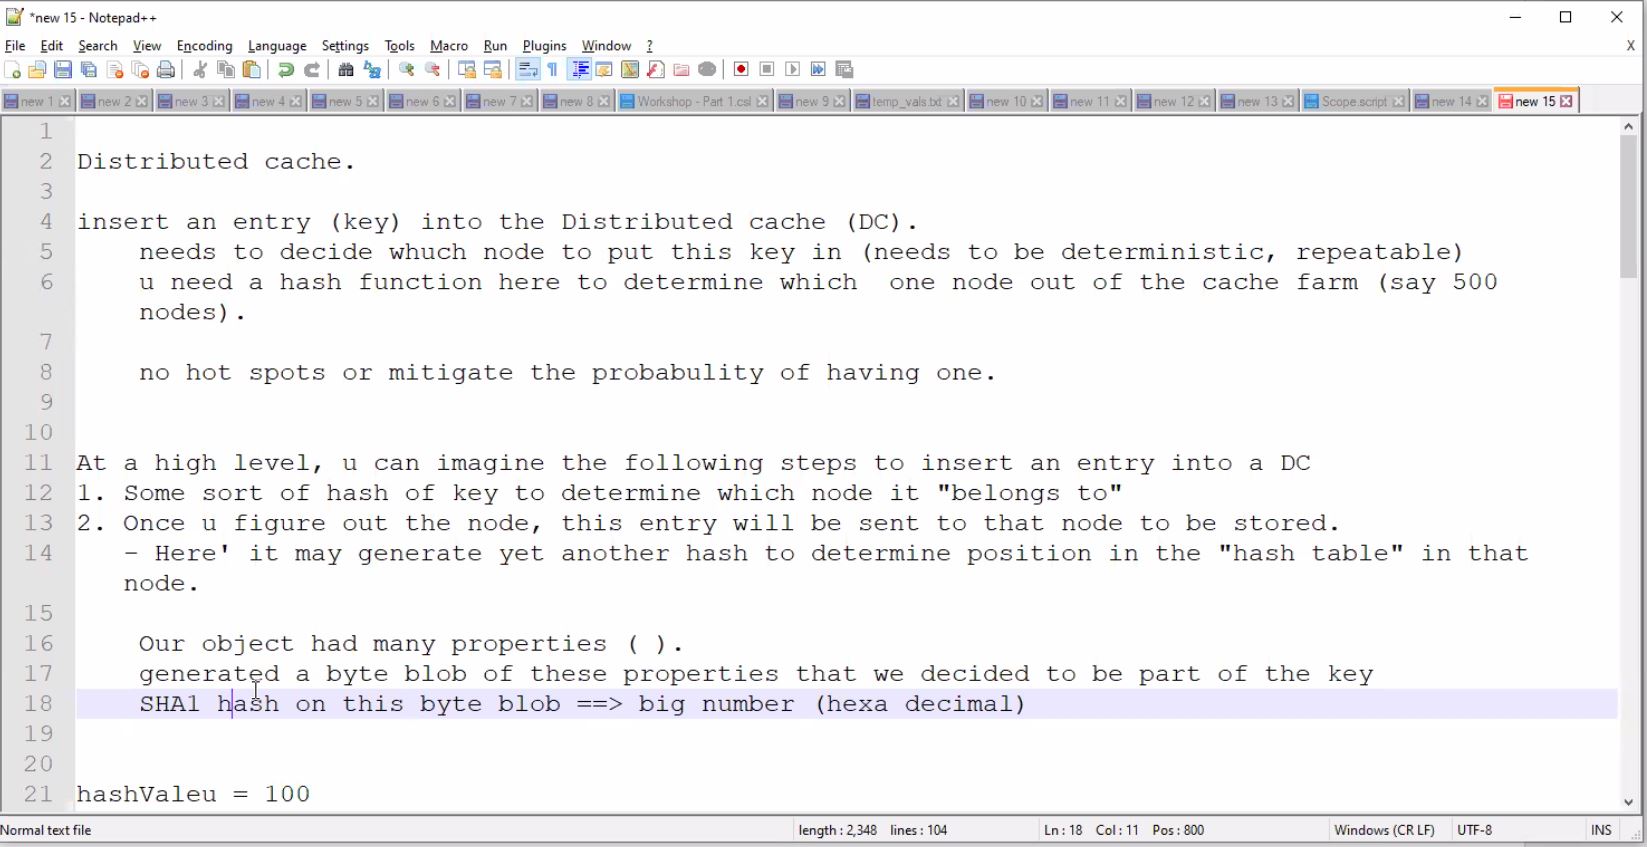 *new 15 - Notepad++
File Edit Search View Encoding Language Settings Tools Macro Run Plugins Window ? X
new 1 new 2 new 3 new 4 new 5 new 6 new 7 new 8 Workshop - Part 1.csl new 9 temp_vals.txt new 10 new 11 new 12 new 13 Scope.script new 14 new 15
1
2 Distributed cache.
3
4 insert an entry (key) into the Distributed cache (DC).
5 needs to decide whuch node to put this key in (needs to be deterministic, repeatable)
6 u need a hash function here to determine which  one node out of the cache farm (say 500
nodes).
7
8 no hot spots or mitigate the probabulity of having one.
9
10
11 At a high level, u can imagine the following steps to insert an entry into a DC
12 1. Some sort of hash of key to determine which node it "belongs to"
13 2. Once u figure out the node, this entry will be sent to that node to be stored.
14 - Here' it may generate yet another hash to determine position in the "hash table" in that
node.
15
16 Our object had many properties ( ).
17 generated a byte blob of these properties that we decided to be part of the key
18 SHA1 hash on this byte blob ==> big number (hexa decimal)
19
20
21 hashValeu = 100
Normal text file length : 2,348 lines : 104 Ln : 18 Col : 11 Pos : 800 Windows (CR LF) UTF-8 INS